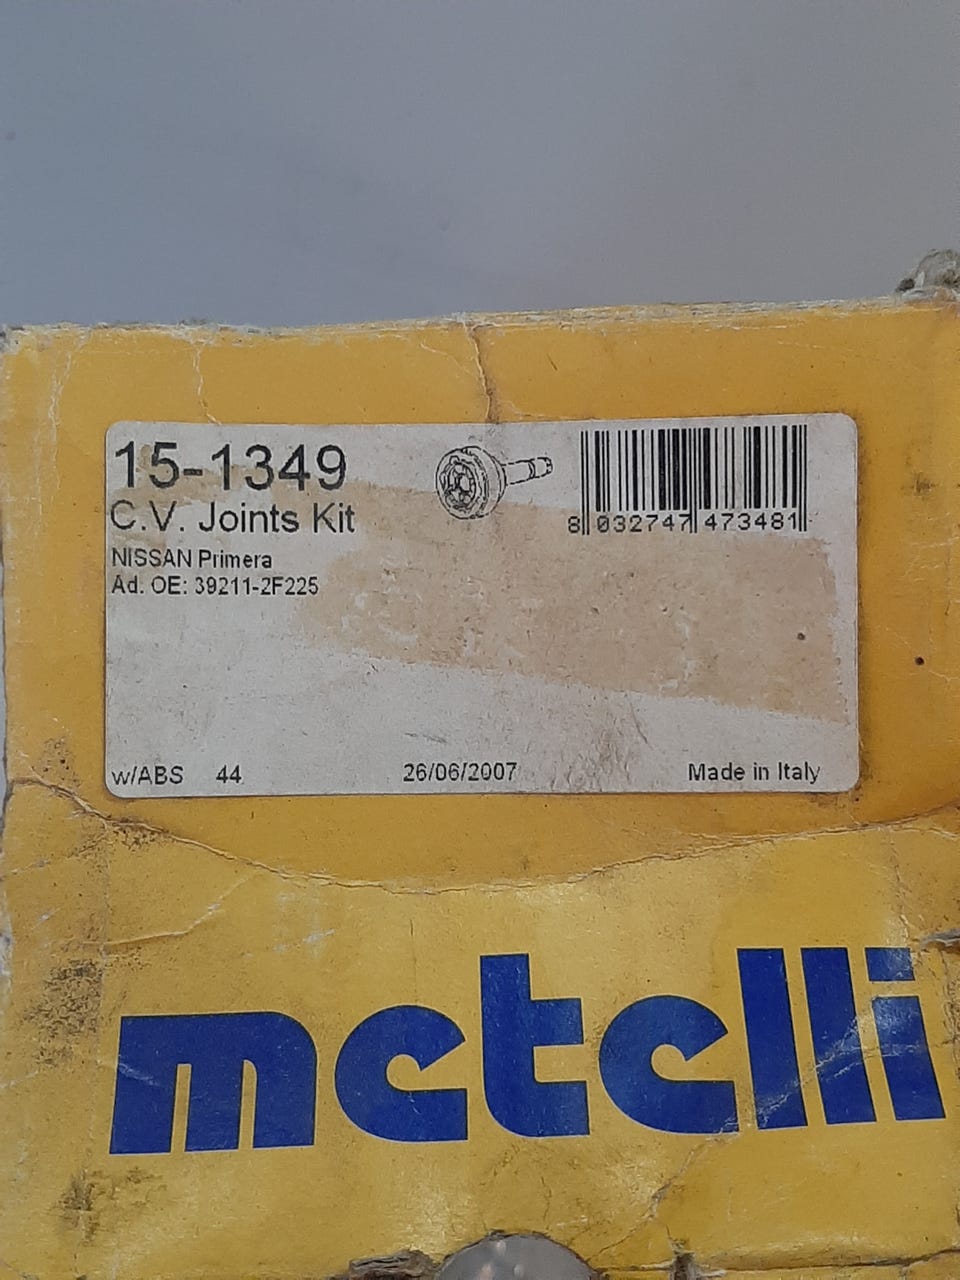 15-1349
C.V. Joints Kit
NISSAN Primera
Ad. OE: 39211-2F225
8 032747 473481
w/ABS 44 26/06/2007 Made in Italy
metelli